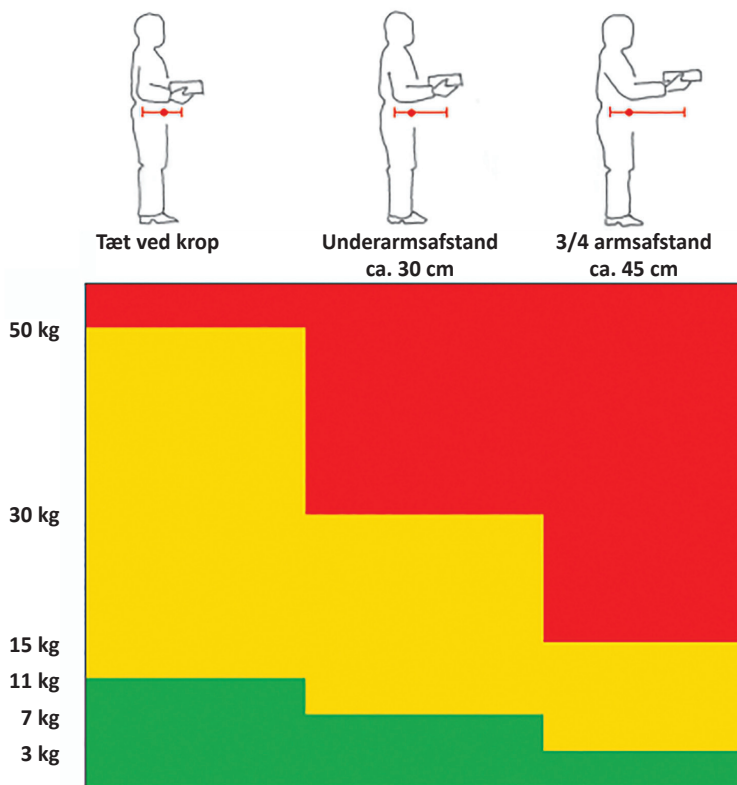 Tæt ved krop
Underarmsafstand
ca. 30 cm
3/4 armsafstand
ca. 45 cm
50 kg
30 kg
15 kg
11 kg
7 kg
3 kg